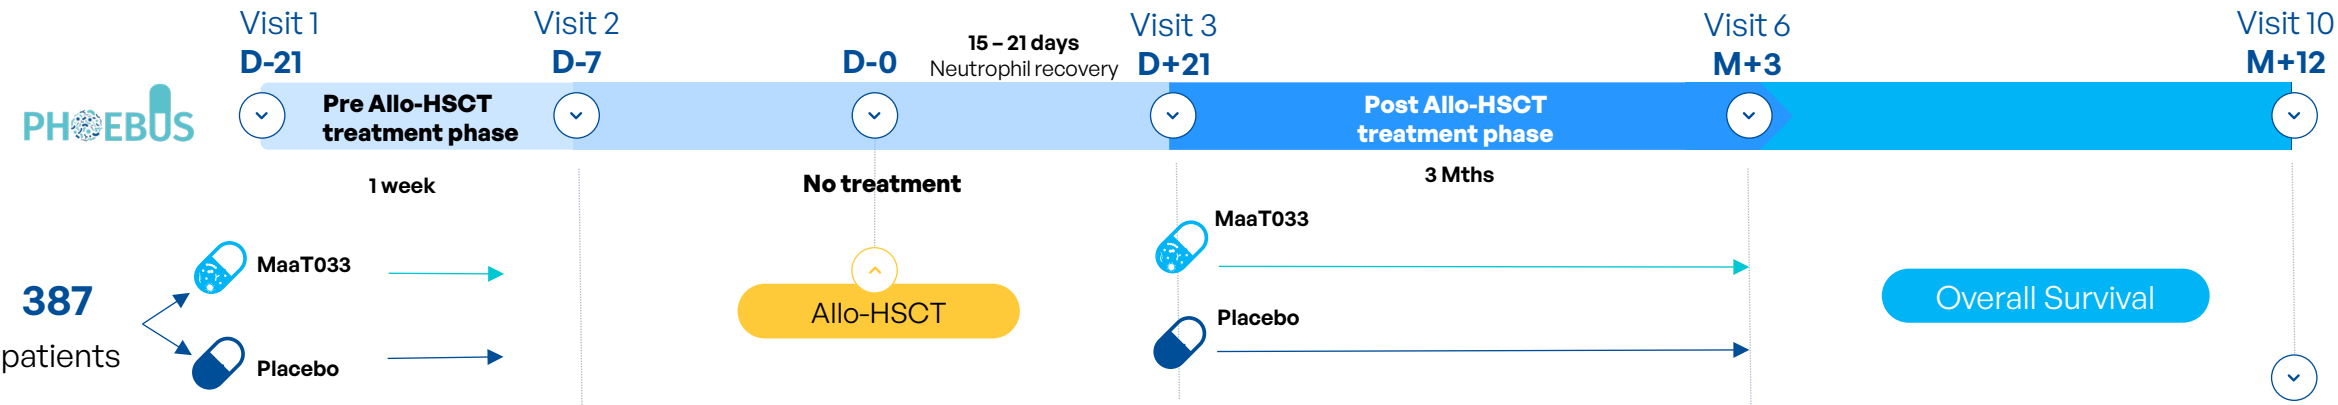 Visit 1
D-21
Visit 2
D-7
D-0
15 – 21 days
Neutrophil recovery
Visit 3
D+21
Visit 6
M+3
Visit 10
M+12
PHOEBUS
Pre Allo-HSCT
treatment phase
Post Allo-HSCT
treatment phase
1 week
No treatment
3 Mths
387
patients
MaaT033
Placebo
Allo-HSCT
MaaT033
Placebo
Overall Survival